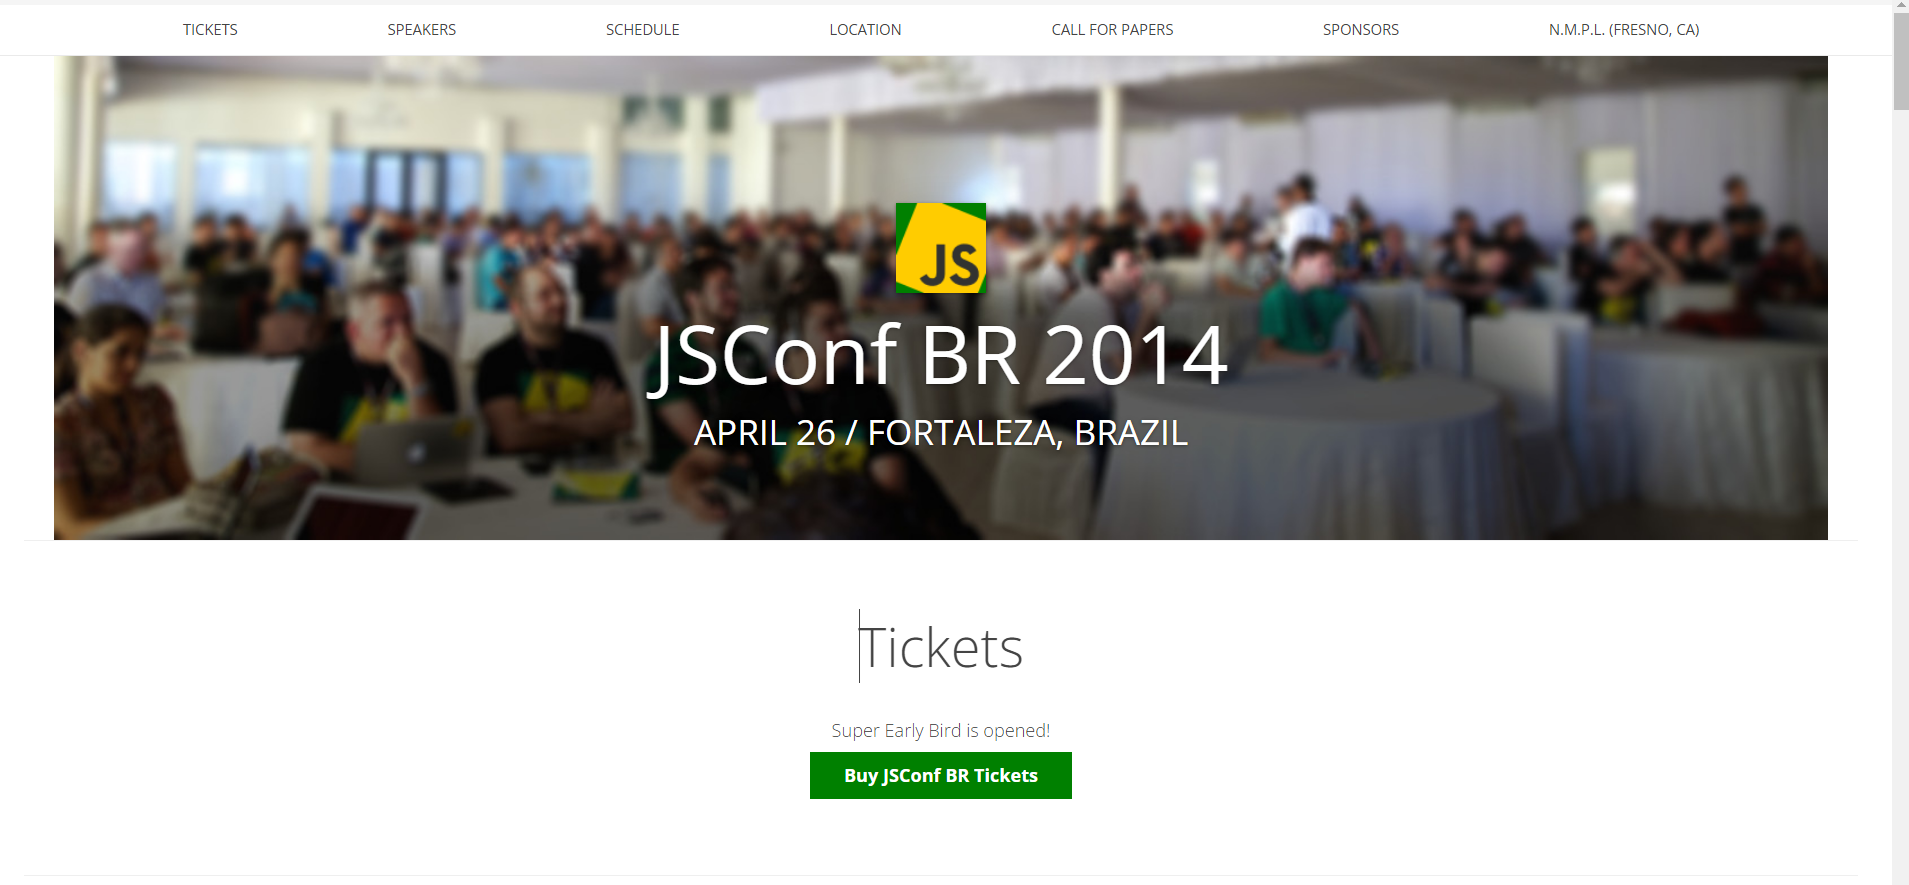 TICKETS
SPEAKERS
SCHEDULE
LOCATION
CALL FOR PAPERS
SPONSORS
N.M.P.L. (FRESNO, CA)
JS
JSConf BR 2014
APRIL 26 / FORTALEZA, BRAZIL
Tickets
Super Early Bird is opened!
Buy JSConf BR Tickets